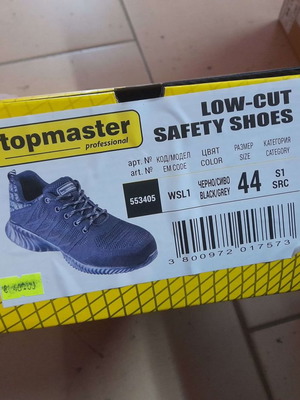 topmaster
professional
LOW-CUT
SAFETY SHOES
арт. № КОД/МОДЕЛ ЦВЯТ РАЗМЕР КАТЕГОРИЯ
art. № EM.CODE COLOR SIZE CATEGORY
553405 WSL1 ЧЕРНО/СИВО BLACK/GREY 44 S1 SRC
3 800972 017573